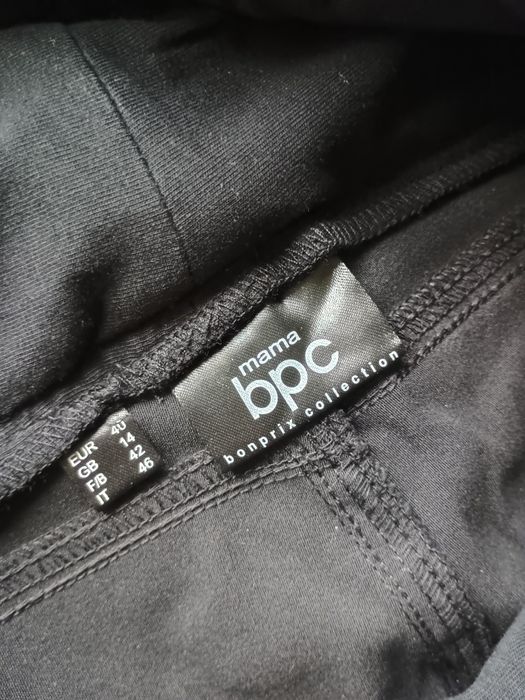 mama
bpc
bonprix collection
EUR 40
GB 14
F/B 42
IT 46